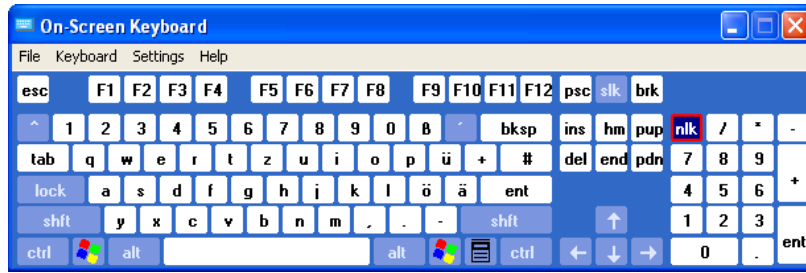 On-Screen Keyboard
File Keyboard Settings Help
esc F1 F2 F3 F4 F5 F6 F7 F8 F9 F10 F11 F12 psc slk brk
^ 1 2 3 4 5 6 7 8 9 0 ß ´ bksp ins hm pup nlk / * -
tab q w e r t z u i o p ü + # del end pdn 7 8 9 +
lock a s d f g h j k l ö ä ent 4 5 6
shft y x c v b n m , . - shft ↑ 1 2 3 ent
ctrl alt alt ctrl ← ↓ → 0 .